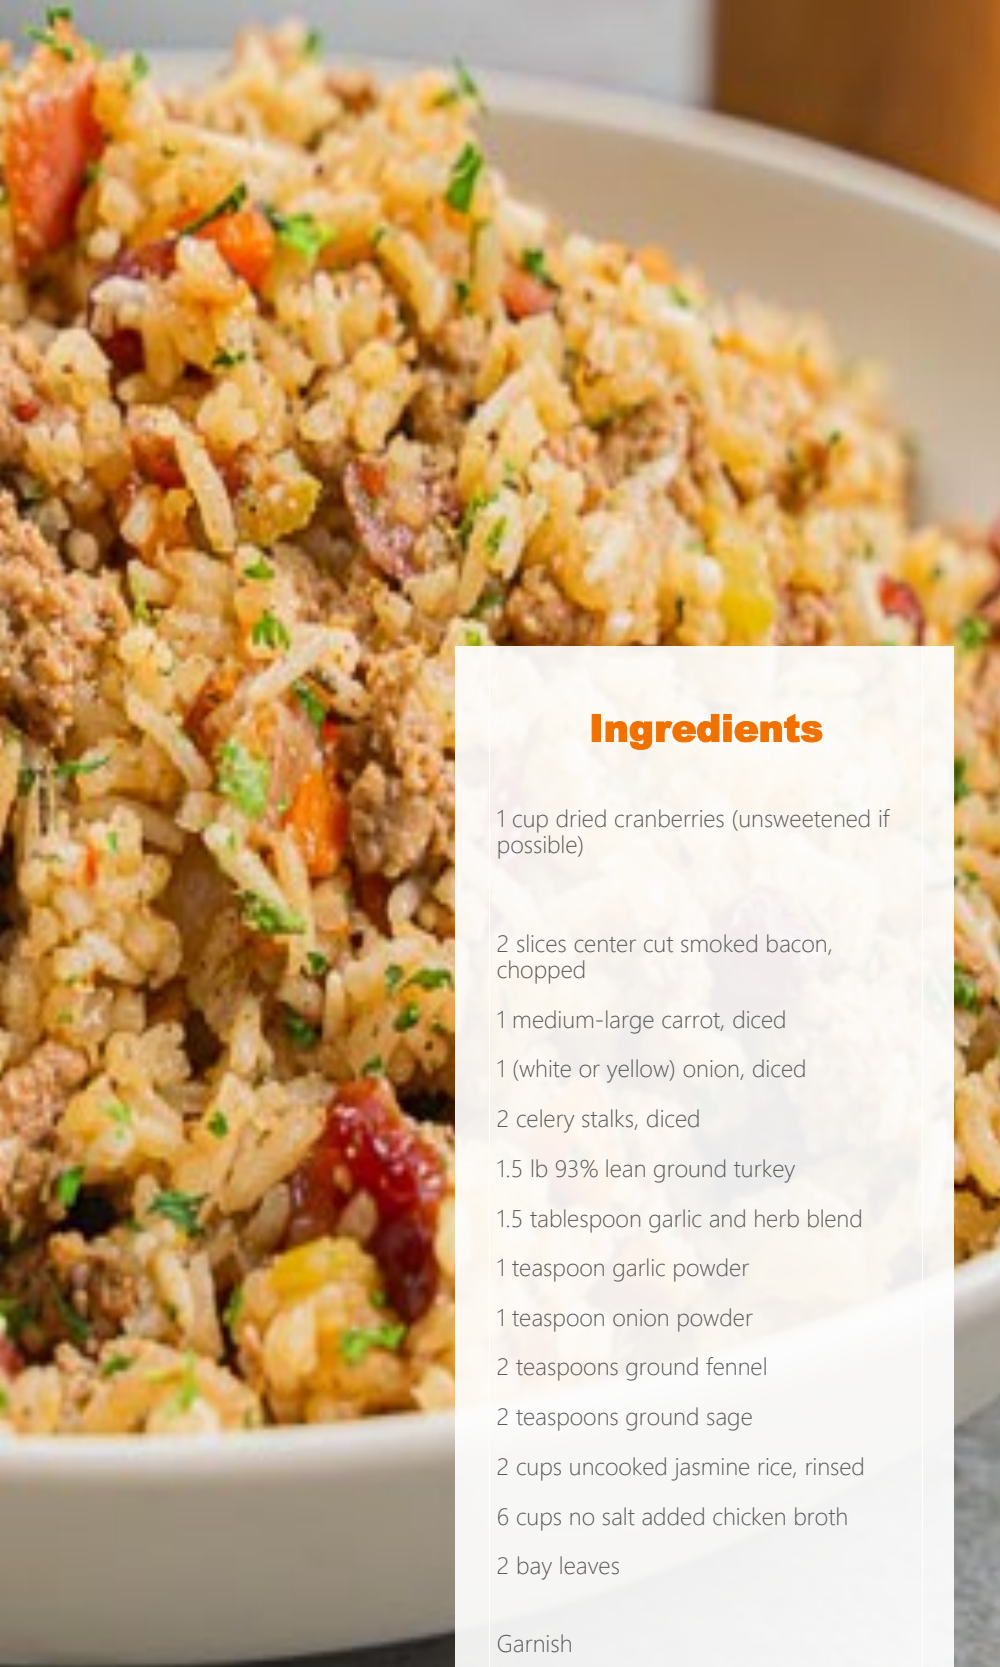 Ingredients
1 cup dried cranberries (unsweetened if
possible)
2 slices center cut smoked bacon,
chopped
1 medium-large carrot, diced
1 (white or yellow) onion, diced
2 celery stalks, diced
1.5 lb 93% lean ground turkey
1.5 tablespoon garlic and herb blend
1 teaspoon garlic powder
1 teaspoon onion powder
2 teaspoons ground fennel
2 teaspoons ground sage
2 cups uncooked jasmine rice, rinsed
6 cups no salt added chicken broth
2 bay leaves
Garnish